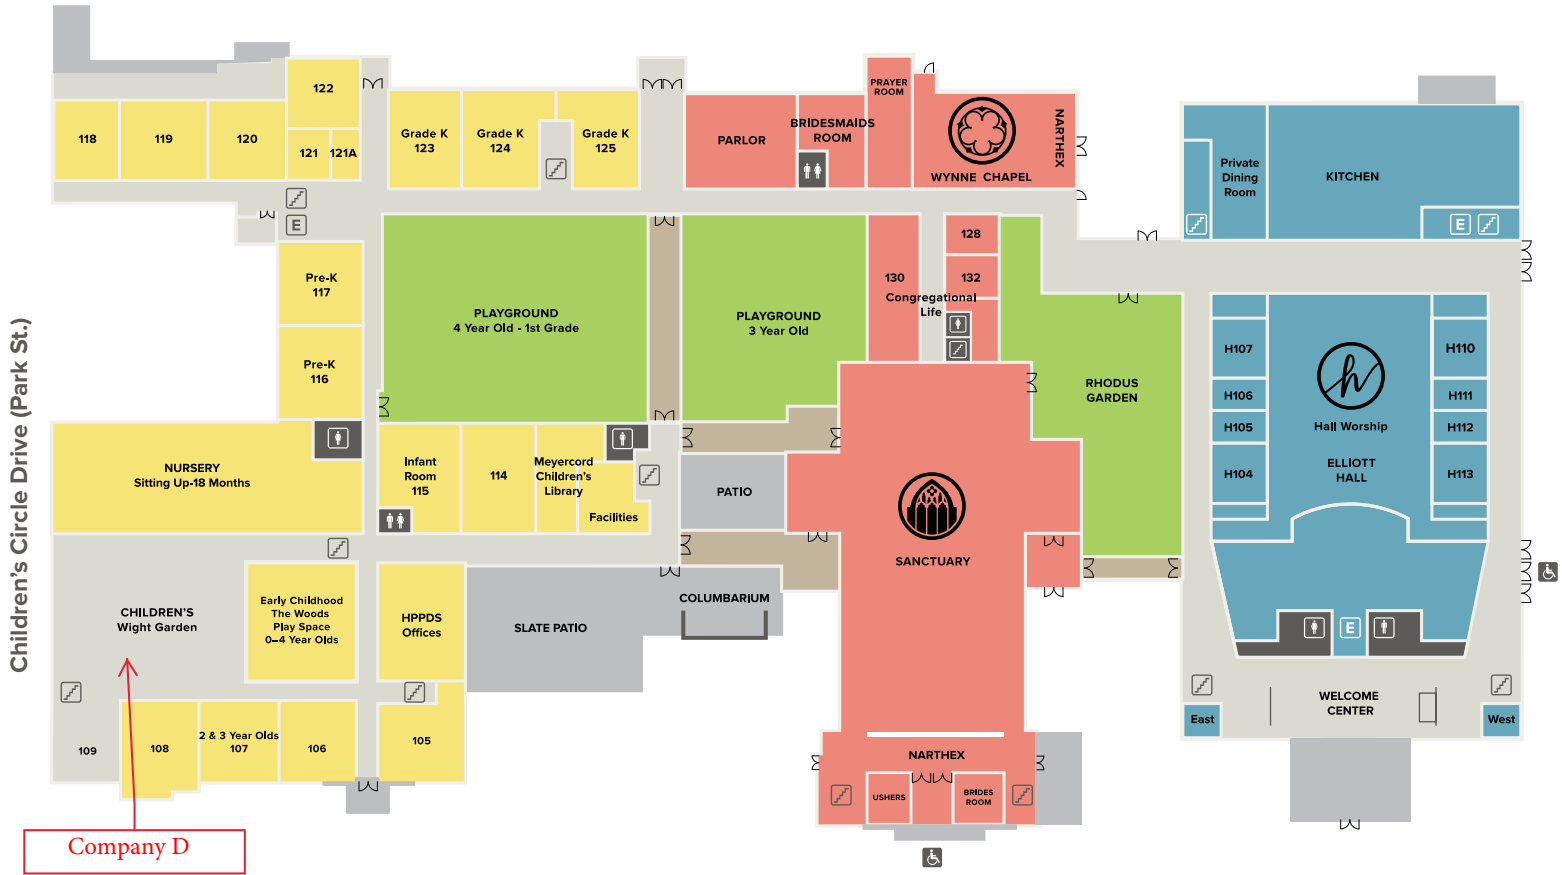 Children's Circle Drive (Park St.)
118
119
120
122
121
121A
Grade K
123
Grade K
124
Grade K
125
PARLOR
BRIDESMAIDS
ROOM
PRAYER
ROOM
WYNNE CHAPEL
NARTHEX
Private
Dining
Room
KITCHEN
E
E
Pre-K
117
Pre-K
116
PLAYGROUND
4 Year Old - 1st Grade
PLAYGROUND
3 Year Old
130
128
132
Congregational
Life
RHODUS
GARDEN
H107
H106
H105
H104
h
Hall Worship
ELLIOTT
HALL
H110
H111
H112
H113
NURSERY
Sitting Up-18 Months
Infant
Room
115
114
Meyercord
Children's
Library
Facilities
PATIO
SANCTUARY
CHILDREN'S
Wight Garden
Early Childhood
The Woods
Play Space
0–4 Year Olds
HPPDS
Offices
SLATE PATIO
COLUMBARIUM
E
109
108
2 & 3 Year Olds
107
106
105
NARTHEX
USHERS
BRIDES
ROOM
East
WELCOME
CENTER
West
Company D